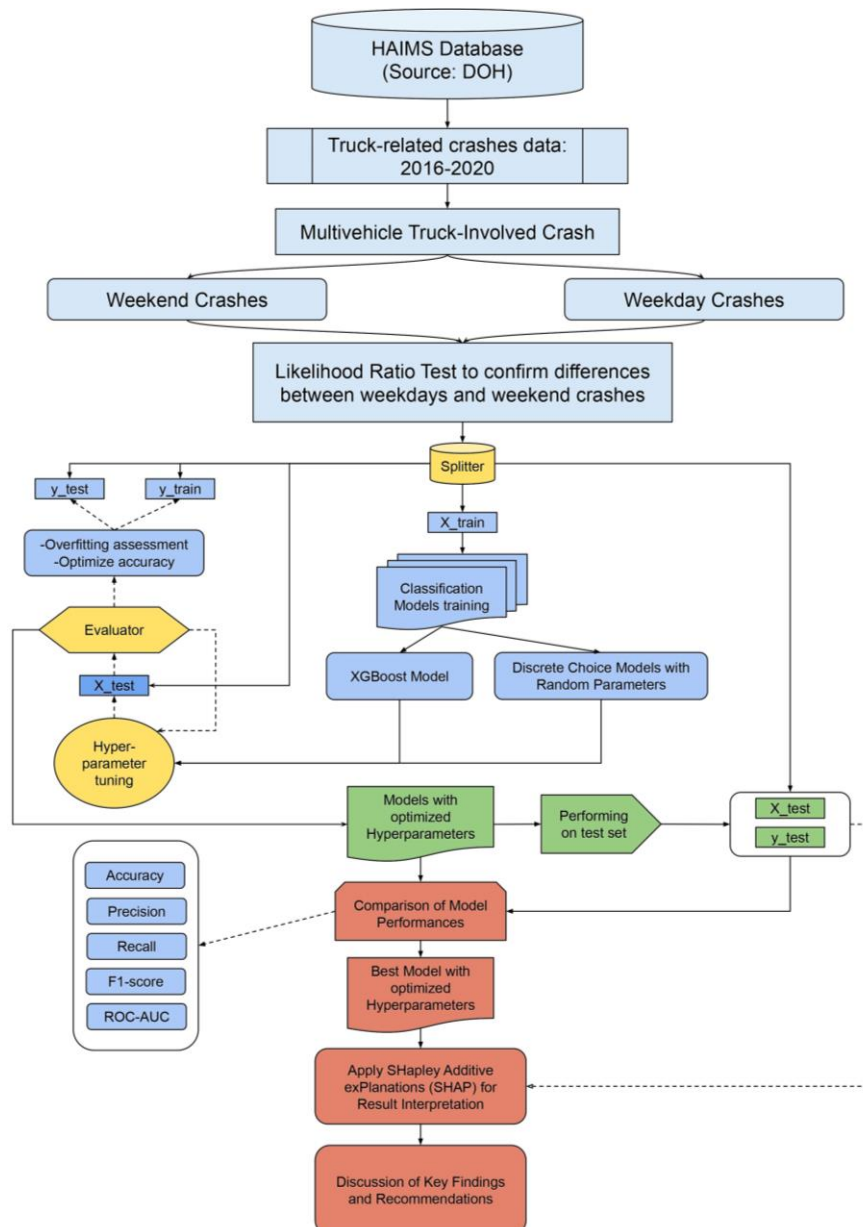 HAIMS Database
(Source: DOH)
Truck-related crashes data:
2016-2020
Multivehicle Truck-Involved Crash
Weekend Crashes
Weekday Crashes
Likelihood Ratio Test to confirm differences
between weekdays and weekend crashes
Splitter
y_test
y_train
X_train
-Overfitting assessment
-Optimize accuracy
Classification
Models training
Evaluator
XGBoost Model
Discrete Choice Models with
Random Parameters
X_test
Hyper-
parameter
tuning
Models with
optimized
Hyperparameters
Performing
on test set
X_test
y_test
Accuracy
Precision
Recall
F1-score
ROC-AUC
Comparison of Model
Performances
Best Model with
optimized
Hyperparameters
Apply SHapley Additive
exPlanations (SHAP) for
Result Interpretation
Discussion of Key Findings
and Recommendations